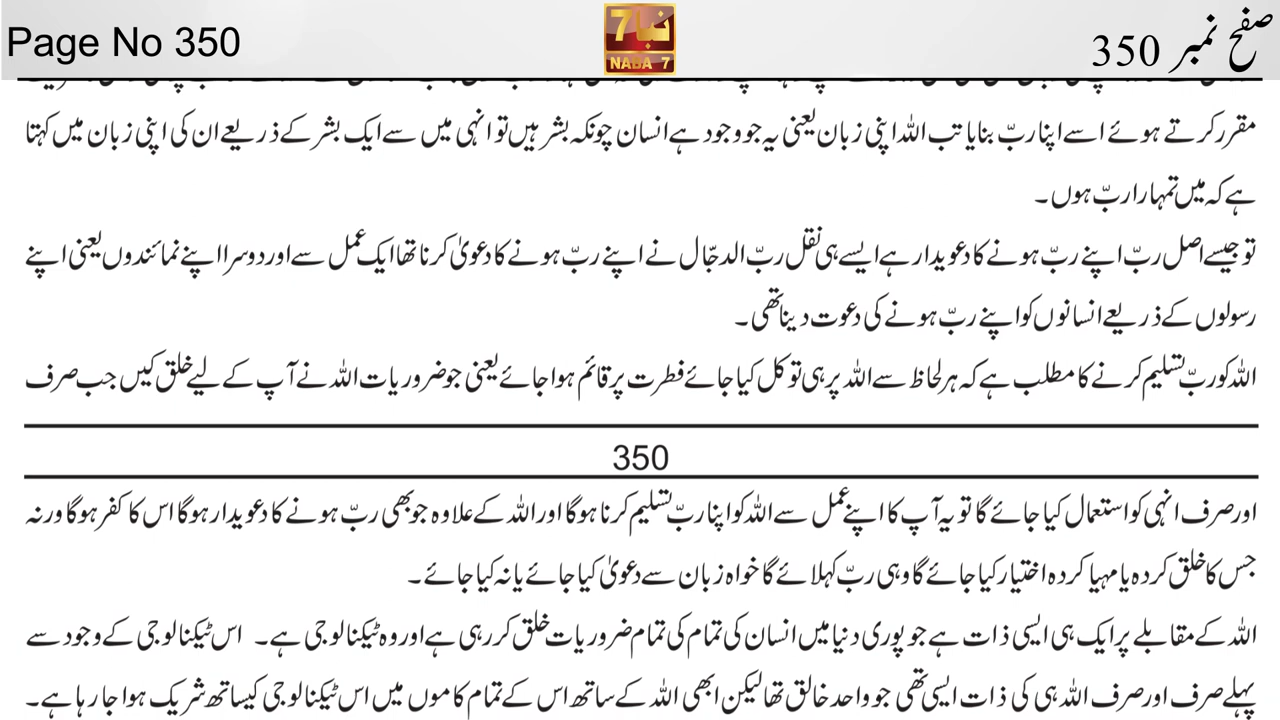 Page No 350
نبا 7
NABA 7
صفحہ نمبر 350
مقرر کرتے ہوئے اسے اپنا ربّ بنایا تب اللہ اپنی زبان یعنی یہ جو وجود ہے انسان چونکہ بشر ہیں تو انہی میں سے ایک بشر کے ذریعے ان کی اپنی زبان میں کہتا
ہے کہ میں تمہارا ربّ ہوں۔
تو جیسے اصل ربّ اپنے ربّ ہونے کا دعویدار ہے ایسے ہی نقل ربّ الدجّال نے اپنے ربّ ہونے کا دعویٰ کرنا تھا ایک عمل سے اور دوسرا اپنے نمائندوں یعنی اپنے
رسولوں کے ذریعے انسانوں کو اپنے ربّ ہونے کی دعوت دینا تھی۔
اللہ کو ربّ تسلیم کرنے کا مطلب ہے کہ ہر لحاظ سے اللہ پر ہی توکل کیا جائے فطرت پر قائم ہوا جائے یعنی جو ضروریات اللہ نے آپ کے لیے خلق کیں جب صرف
350
اور صرف انہی کو استعمال کیا جائے گا تو یہ آپ کا اپنے عمل سے اللہ کو اپنا ربّ تسلیم کرنا ہوگا اور اللہ کے علاوہ جو بھی ربّ ہونے کا دعویدار ہوگا اس کا کفر ہوگا ورنہ
جس کا خلق کردہ یا مہیا کردہ اختیار کیا جائے گا وہی ربّ کہلائے گا خواہ زبان سے دعویٰ کیا جائے یا نہ کیا جائے۔
اللہ کے مقابلے پر ایک ہی ایسی ذات ہے جو پوری دنیا میں انسان کی تمام کی تمام ضروریات خلق کر رہی ہے اور وہ ٹیکنالوجی ہے۔ اس ٹیکنالوجی کے وجود سے
پہلے صرف اور صرف اللہ ہی کی ذات ایسی تھی جو واحد خالق تھا لیکن ابھی اللہ کے ساتھ اس کے تمام کاموں میں اس ٹیکنالوجی کیساتھ شریک ہوا جا رہا ہے۔